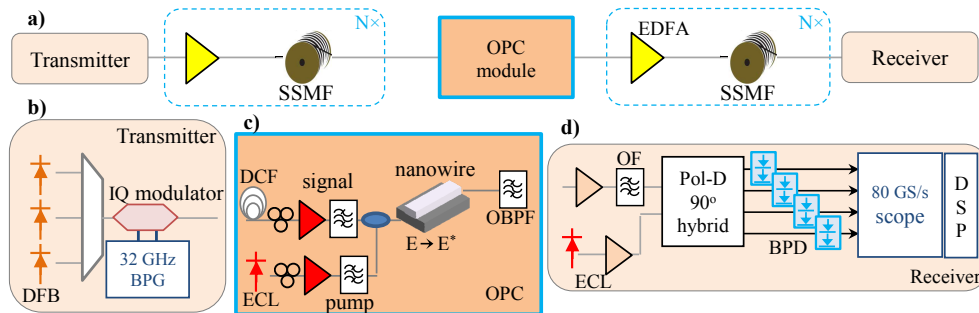 a)
Transmitter
SSMF
N×
OPC
module
EDFA
SSMF
N×
Receiver
b)
Transmitter
IQ modulator
32 GHz
BPG
DFB
c)
DCF
signal
nanowire
E → E*
OBPF
ECL
pump
OPC
d)
OF
Pol-D
90°
hybrid
BPD
80 GS/s
scope
D
S
P
ECL
Receiver